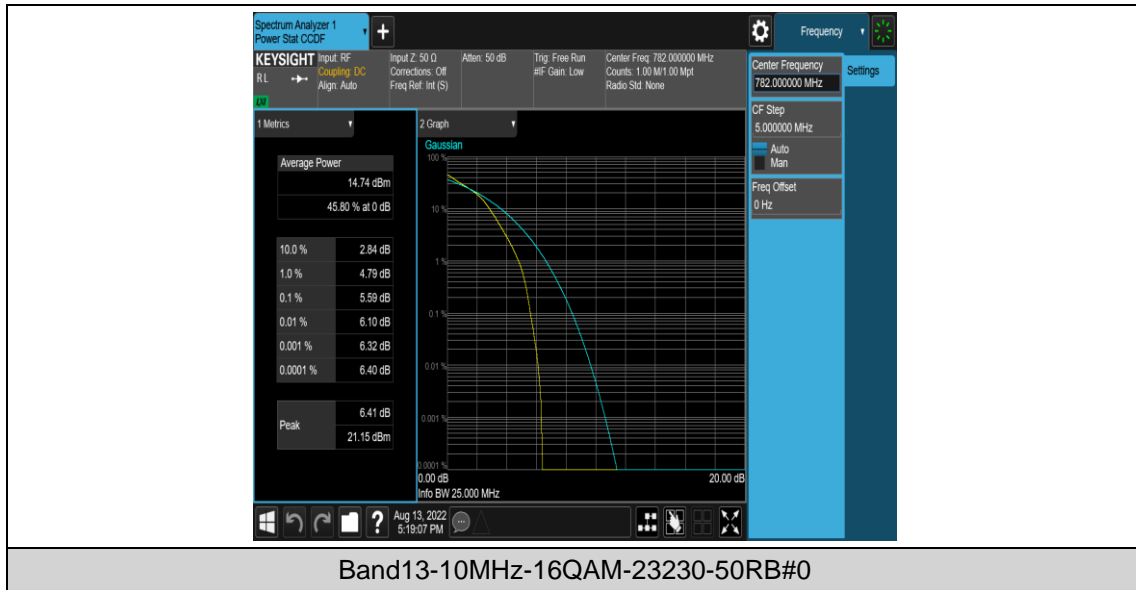 Spectrum Analyzer 1
Power Stat CCDF
+
Frequency
KEYSIGHT
RL
LXI
Input: RF
Coupling: DC
Align: Auto
Input Z: 50 Ω
Corrections: Off
Freq Ref: Int (S)
Atten: 50 dB
Trig: Free Run
#IF Gain: Low
Center Freq: 782.000000 MHz
Counts: 1.00 M/1.00 Mpt
Radio Std: None
Center Frequency
782.000000 MHz
Settings
CF Step
5.000000 MHz
Auto
Man
Freq Offset
0 Hz
1 Metrics
Average Power
14.74 dBm
45.80 % at 0 dB
10.0 % 2.84 dB
1.0 % 4.79 dB
0.1 % 5.59 dB
0.01 % 6.10 dB
0.001 % 6.32 dB
0.0001 % 6.40 dB
Peak
6.41 dB
21.15 dBm
2 Graph
Gaussian
100 %
10 %
1 %
0.1 %
0.01 %
0.001 %
0.0001 %
0.00 dB 20.00 dB
Info BW 25.000 MHz
?
Aug 13, 2022
5:19:07 PM
Band13-10MHz-16QAM-23230-50RB#0